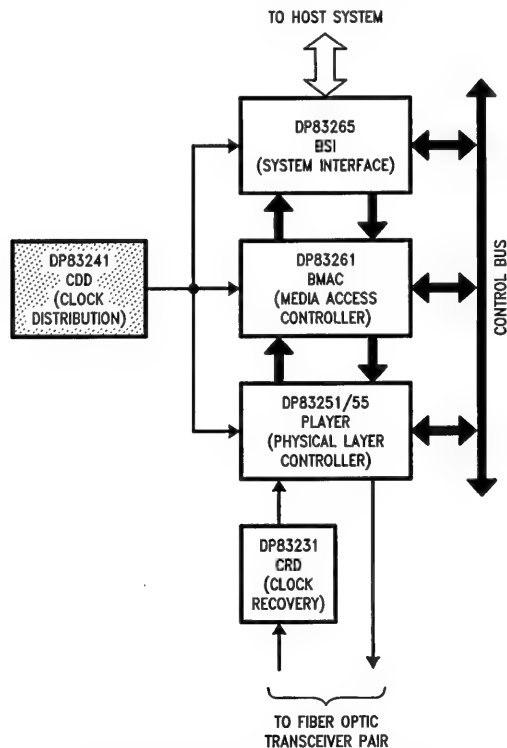 TO HOST SYSTEM
DP83265
BSI
(SYSTEM INTERFACE)
DP83241
CDD
(CLOCK
DISTRIBUTION)
DP83261
BMAC
(MEDIA ACCESS
CONTROLLER)
CONTROL BUS
DP83251/55
PLAYER
(PHYSICAL LAYER
CONTROLLER)
DP83231
CRD
(CLOCK
RECOVERY)
TO FIBER OPTIC
TRANSCEIVER PAIR